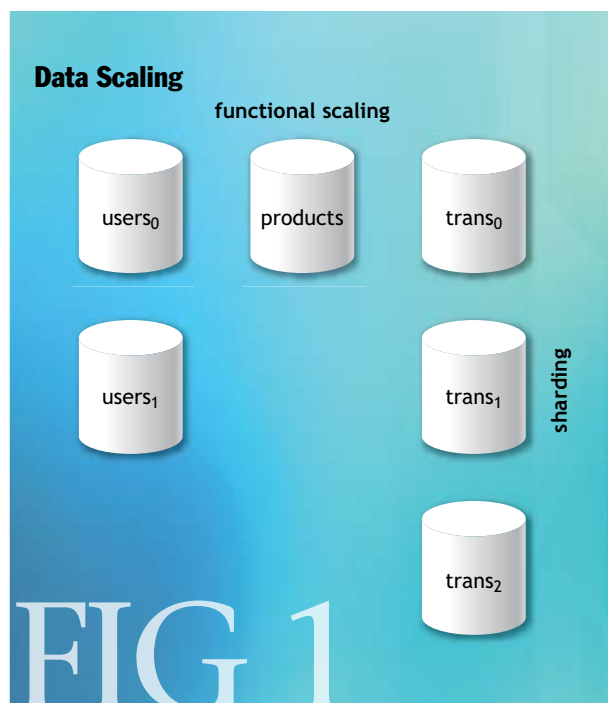 Data Scaling
functional scaling
users₀ products trans₀
users₁ trans₁
sharding
trans₂
FIG 1